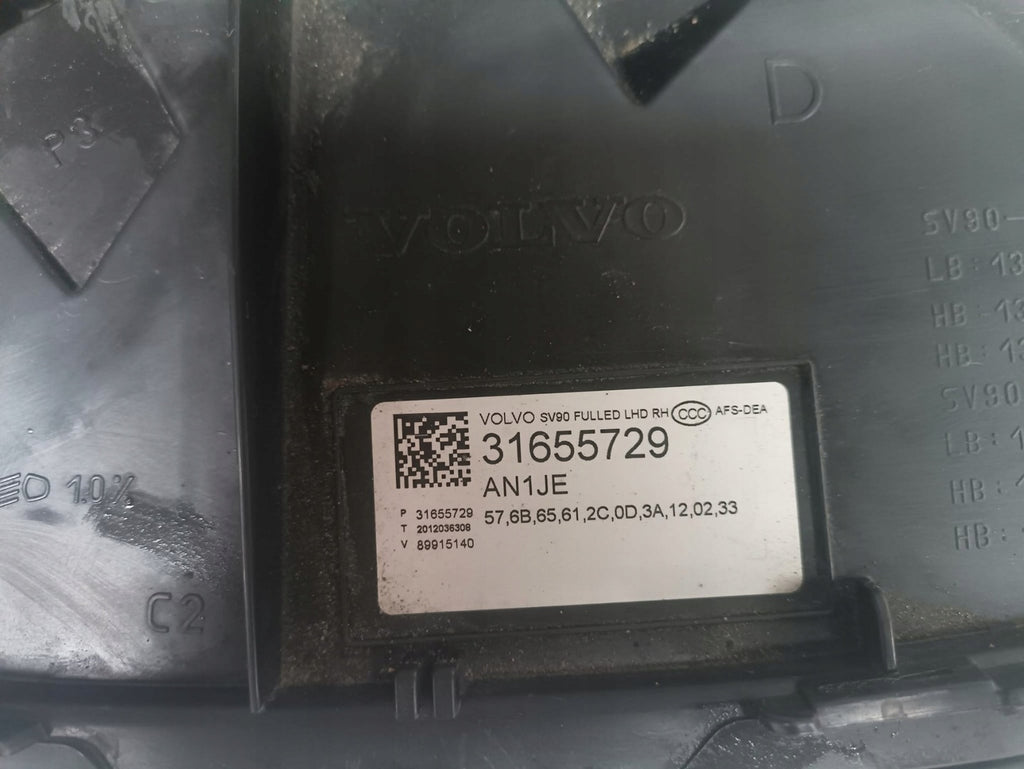 P3
D
VOLVO
SV90-
LB:13
HB:13
HB:13
SV90
LB:1
HB:
HB:
VOLVO SV90 FULLED LHD RH CCC AFS-DEA
31655729
AN1JE
57,6B,65,61,2C,0D,3A,12,02,33
P 31655729
T 2012036308
V 89915140
1.0%
C2